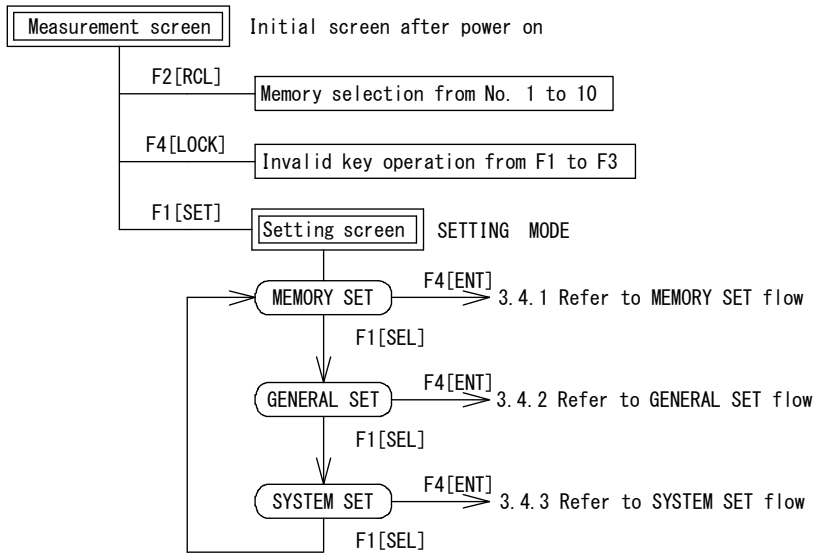 Measurement screen Initial screen after power on
F2[RCL]
Memory selection from No. 1 to 10
F4[LOCK]
Invalid key operation from F1 to F3
F1[SET]
Setting screen SETTING MODE
F4[ENT]
MEMORY SET 3.4.1 Refer to MEMORY SET flow
F1[SEL]
F4[ENT]
GENERAL SET 3.4.2 Refer to GENERAL SET flow
F1[SEL]
F4[ENT]
SYSTEM SET 3.4.3 Refer to SYSTEM SET flow
F1[SEL]